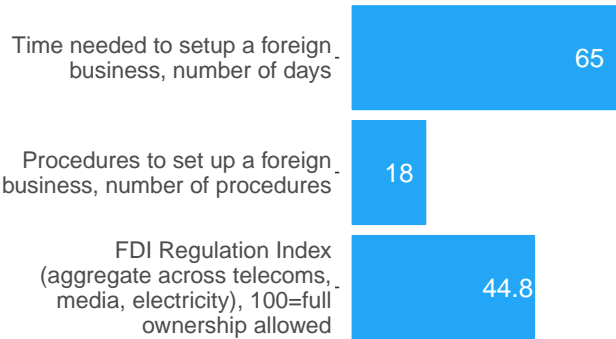 Time needed to setup a foreign
business, number of days
65
Procedures to set up a foreign
business, number of procedures
18
FDI Regulation Index
(aggregate across telecoms,
media, electricity), 100=full
ownership allowed
44.8